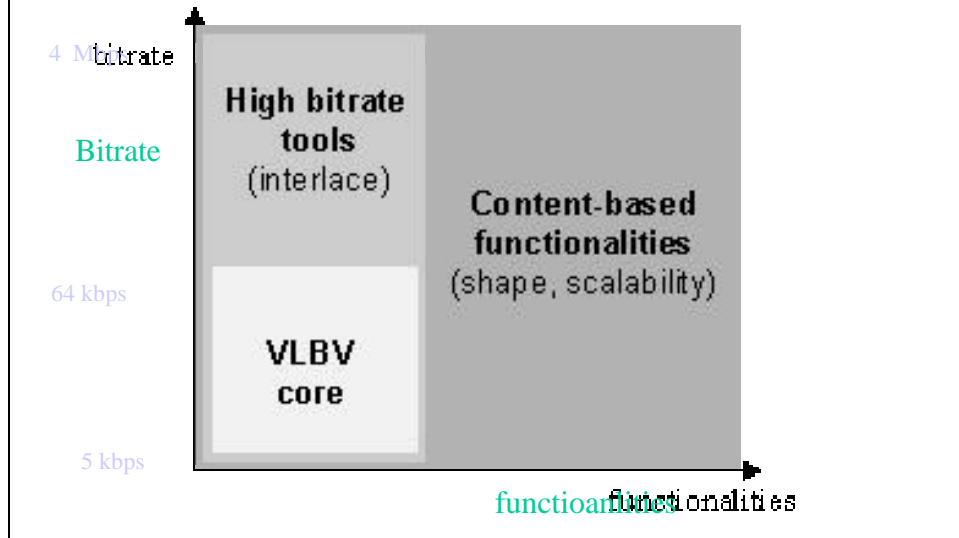 4 Mbps
bitrate
High bitrate
tools
(interlace)
Bitrate
Content-based
functionalities
(shape, scalability)
64 kbps
VLBV
core
5 kbps
functioanlities
functionalities